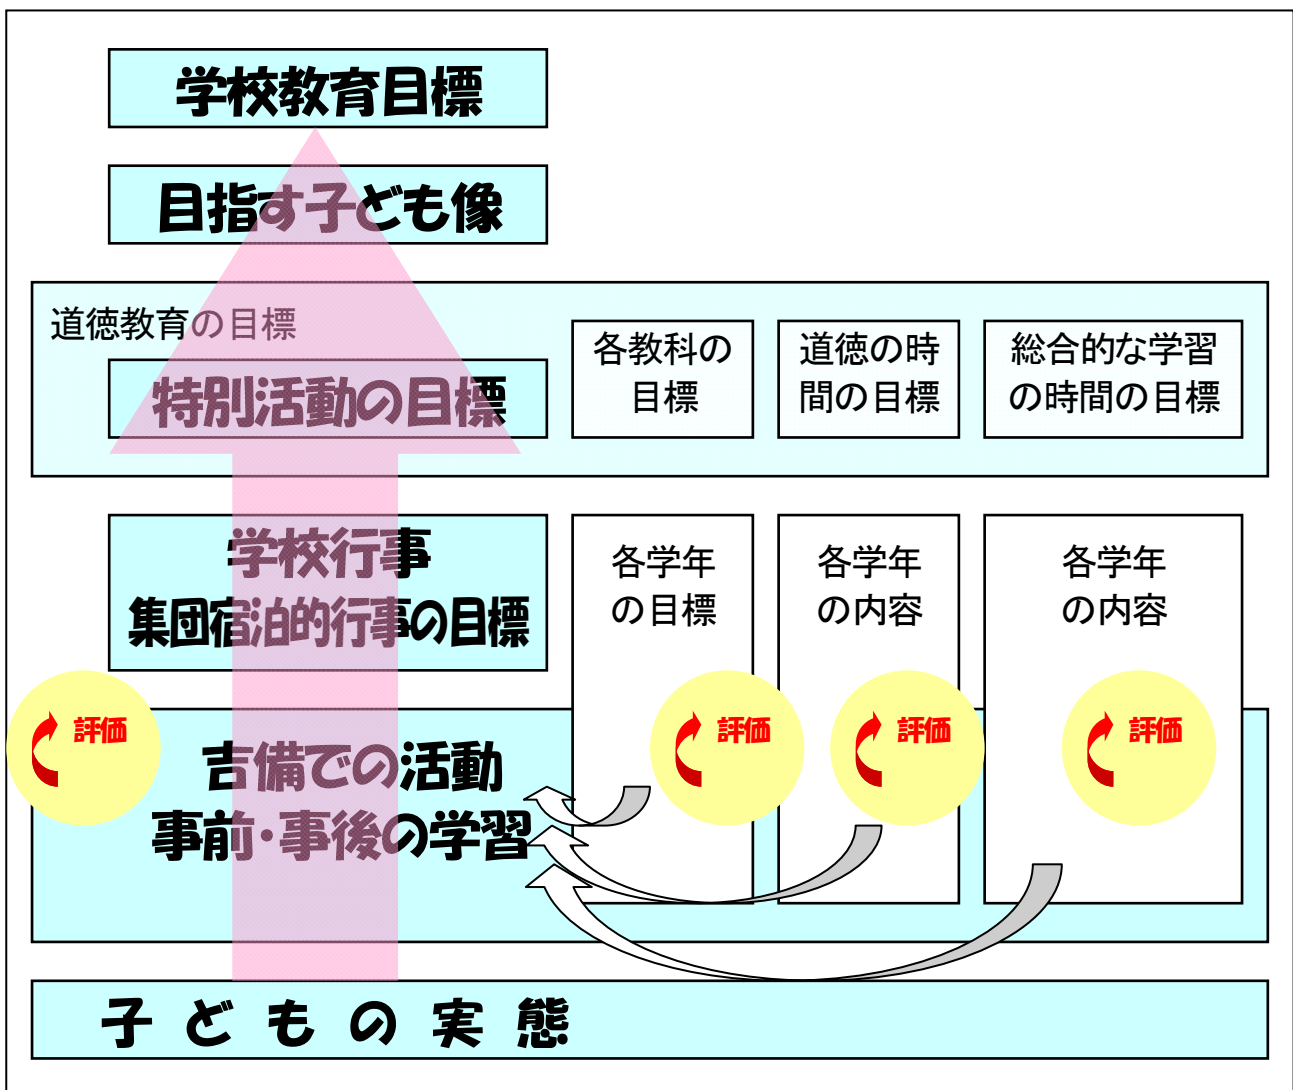 学校教育目標
目指す子ども像
道徳教育の目標
特別活動の目標
各教科の
目標
道徳の時
間の目標
総合的な学習
の時間の目標
学校行事
集団宿泊的行事の目標
各学年
の目標
各学年
の内容
各学年
の内容
評価
評価
評価
評価
吉備での活動
事前・事後の学習
子どもの実態